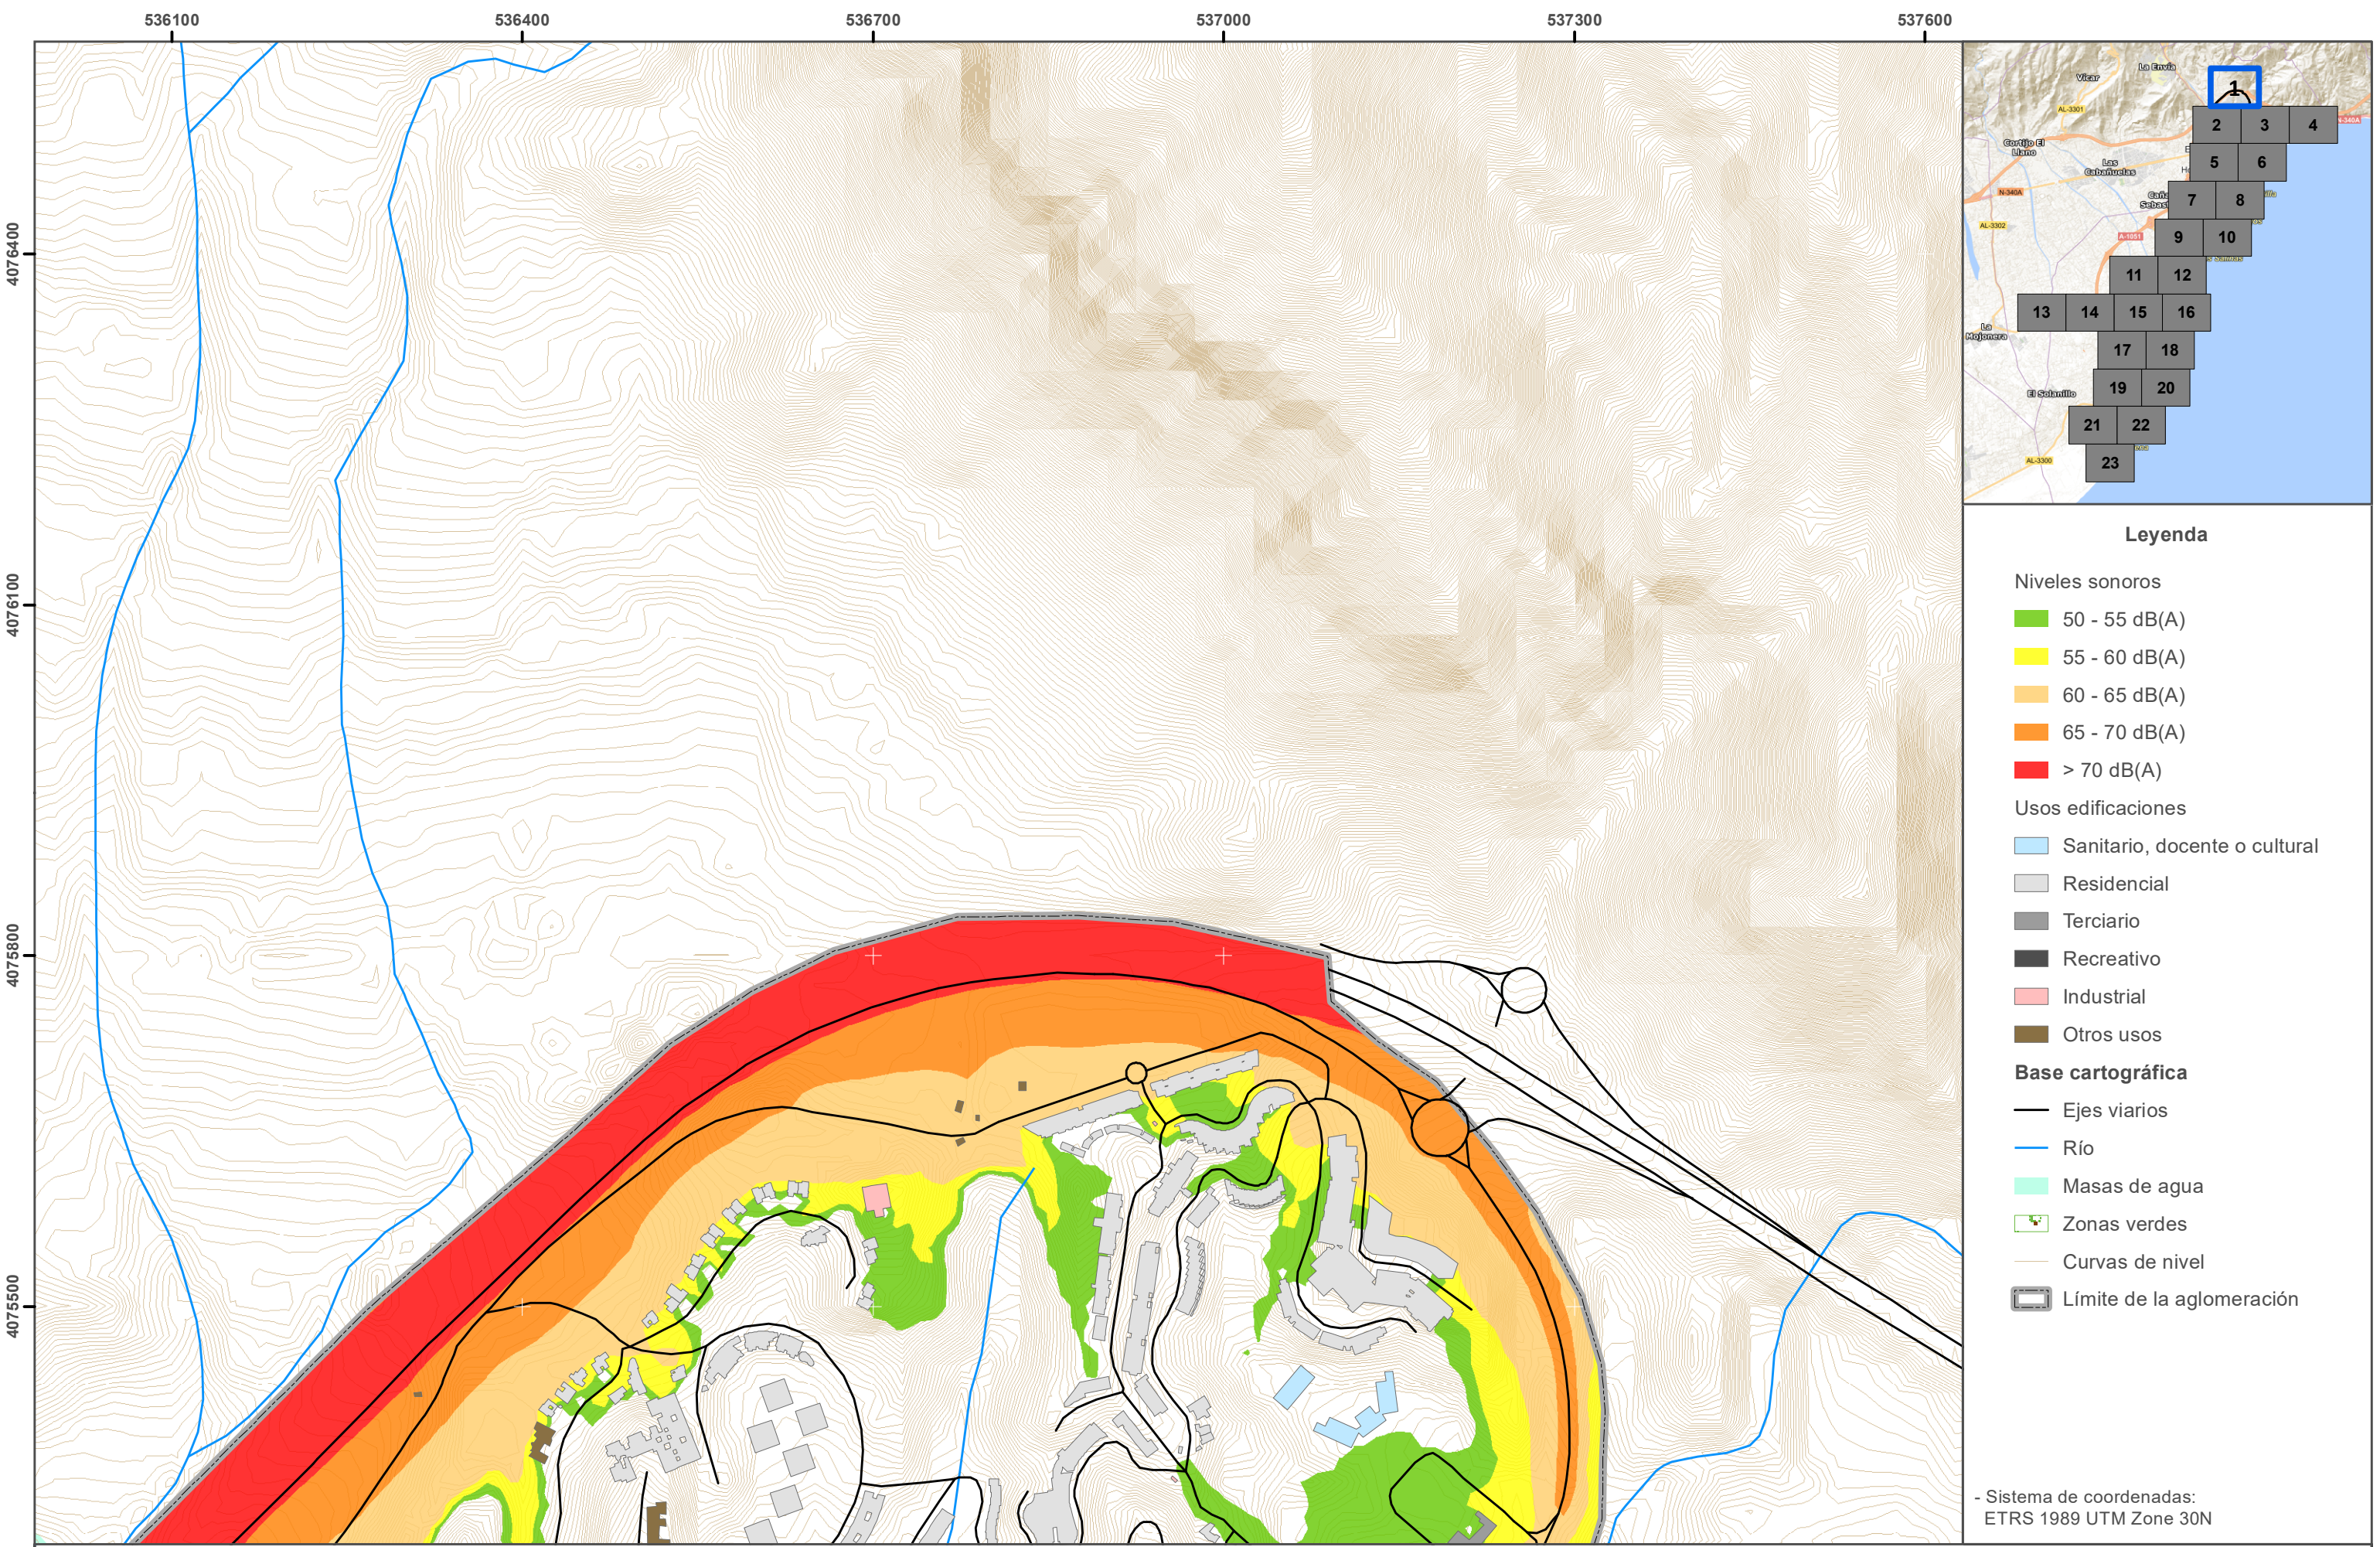 536100 536400 536700 537000 537300 537600
4076400
4076100
4075800
4075500
Vícar
La Envía
AL-3301
1
N-340A
2 3 4
Cortijo El
Llano
Las
Cabañuelas
5 6
N-340A
7 8
AL-3302
A-1051
9 10
11 12
13 14 15 16
La
Mojonera
17 18
El Solanillo
19 20
21 22
AL-3300
23
Leyenda
Niveles sonoros
50 - 55 dB(A)
55 - 60 dB(A)
60 - 65 dB(A)
65 - 70 dB(A)
> 70 dB(A)
Usos edificaciones
Sanitario, docente o cultural
Residencial
Terciario
Recreativo
Industrial
Otros usos
Base cartográfica
Ejes viarios
Río
Masas de agua
Zonas verdes
Curvas de nivel
Límite de la aglomeración
- Sistema de coordenadas:
ETRS 1989 UTM Zone 30N